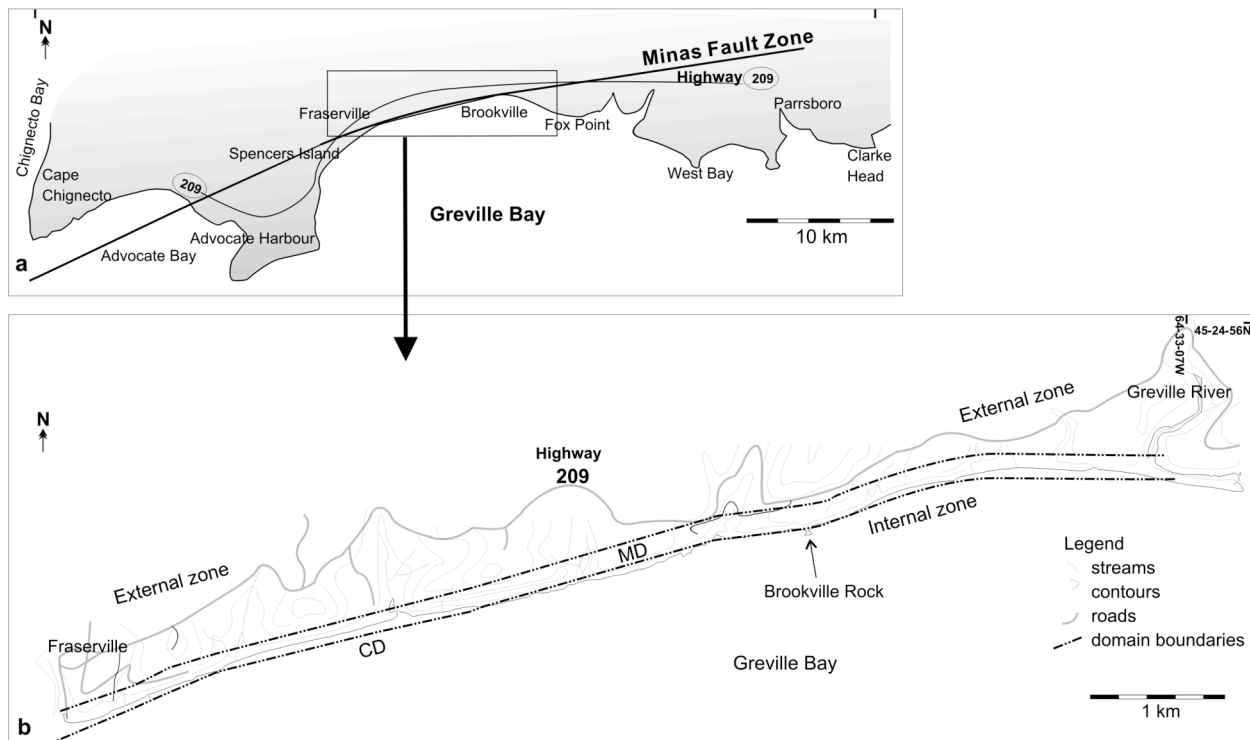 N
Minas Fault Zone
Highway 209
Chignecto Bay
Fraserville
Brookville
Parrsboro
Fox Point
Spencers Island
Clarke
Head
Cape
Chignecto
209
West Bay
Greville Bay
Advocate Harbour
Advocate Bay
10 km
a
64-33-07W
45-24-56N
Greville River
External zone
N
Highway
209
Internal zone
MD
Legend
streams
contours
roads
domain boundaries
External zone
Brookville Rock
Fraserville
CD
Greville Bay
1 km
b